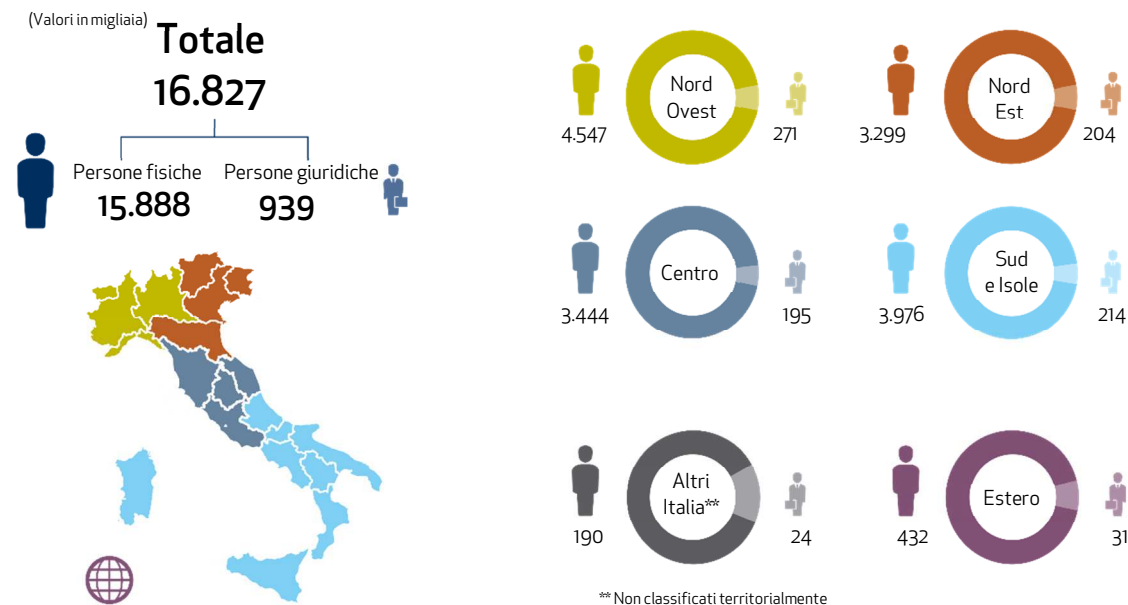 (Valori in migliaia)
Totale
16.827
Persone fisiche
15.888
Persone giuridiche
939
Nord
Ovest
4.547
271
Nord
Est
3.299
204
Centro
3.444
195
Sud
e Isole
3.976
214
Altri
Italia**
190
24
Estero
432
31
** Non classificati territorialmente